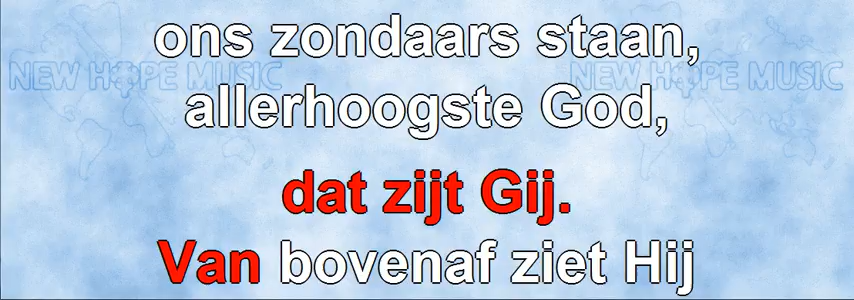 ons zondaars staan,
NEW HOPE MUSIC NEW HOPE MUSIC
allerhoogste God,
dat zijt Gij.
Van bovenaf ziet Hij